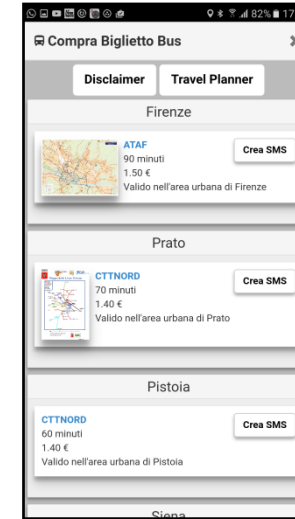 82% 17
Compra Biglietto Bus
Disclaimer Travel Planner
Firenze
ATAF
90 minuti
1.50 €
Valido nell'area urbana di Firenze
Crea SMS
Prato
CTTNORD
70 minuti
1.40 €
Valido nell'area urbana di Prato
Crea SMS
Pistoia
CTTNORD
60 minuti
1.40 €
Valido nell'area urbana di Pistoia
Crea SMS
Siena